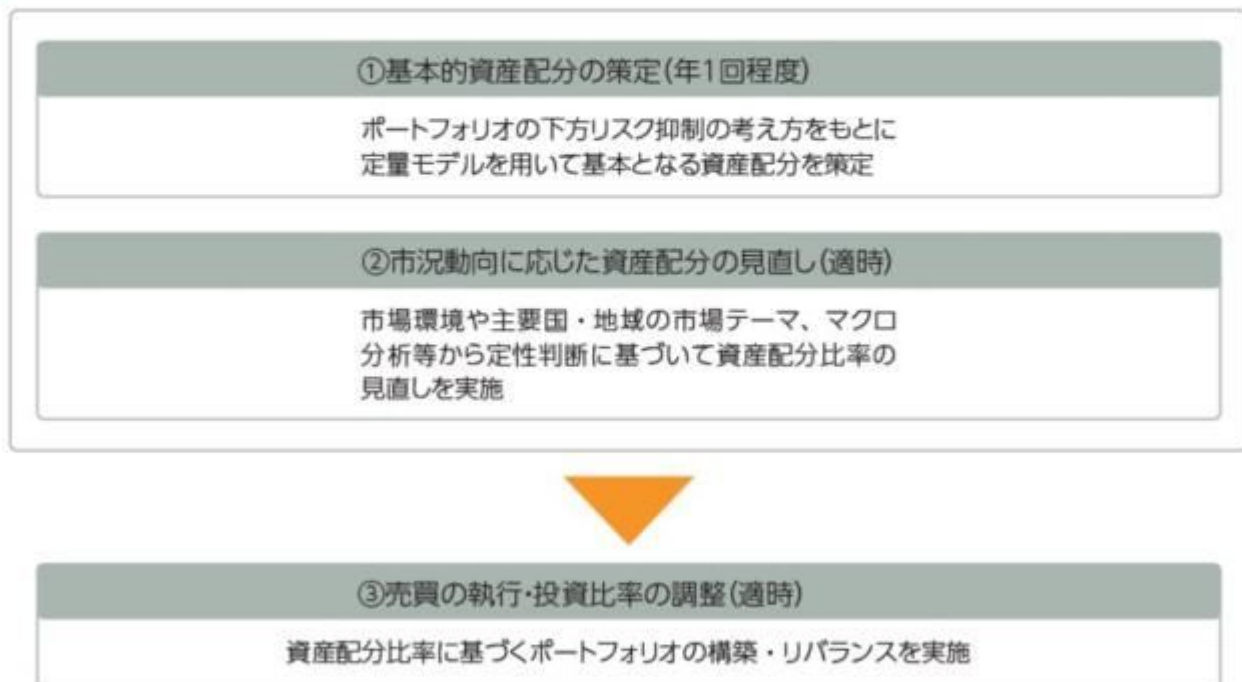 ①基本的資産配分の策定(年1回程度)
ポートフォリオの下方リスク抑制の考え方をもとに
定量モデルを用いて基本となる資産配分を策定
②市況動向に応じた資産配分の見直し(適時)
市場環境や主要国・地域の市場テーマ、マクロ
分析等から定性判断に基づいて資産配分比率の
見直しを実施
③売買の執行・投資比率の調整(適時)
資産配分比率に基づくポートフォリオの構築・リバランスを実施